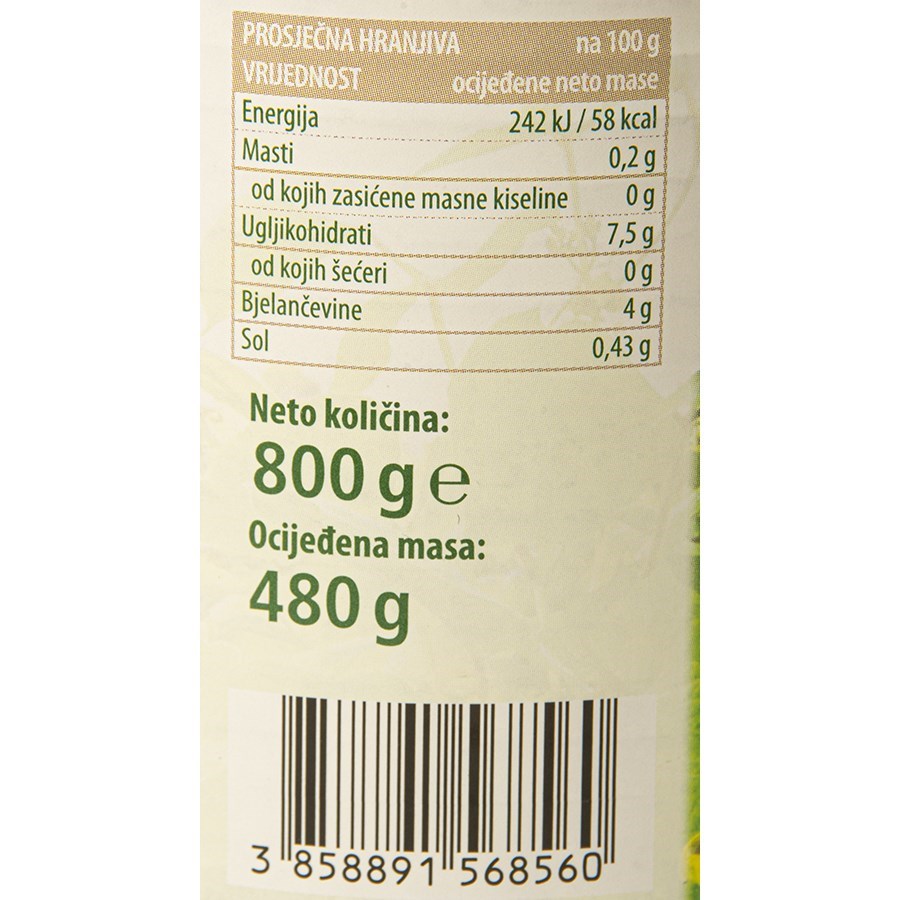 PROSJEČNA HRANJIVA na 100 g
VRIJEDNOST ocijeđene neto mase
Energija 242 kJ / 58 kcal
Masti 0,2 g
od kojih zasićene masne kiseline 0 g
Ugljikohidrati 7,5 g
od kojih šećeri 0 g
Bjelančevine 4 g
Sol 0,43 g
Neto količina:
800 g ℮
Ocijeđena masa:
480 g
3 858891 568560